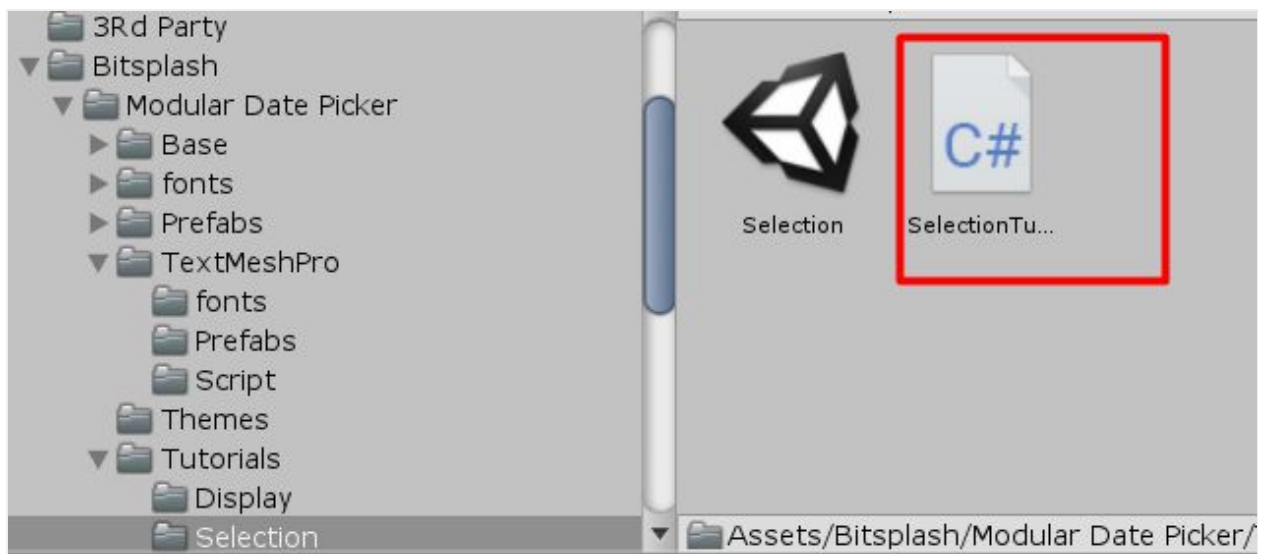 3Rd Party
Bitsplash
Modular Date Picker
Base
fonts
Prefabs
TextMeshPro
fonts
Prefabs
Script
Themes
Tutorials
Display
Selection
C#
Selection
SelectionTu...
Assets/Bitsplash/Modular Date Picker/